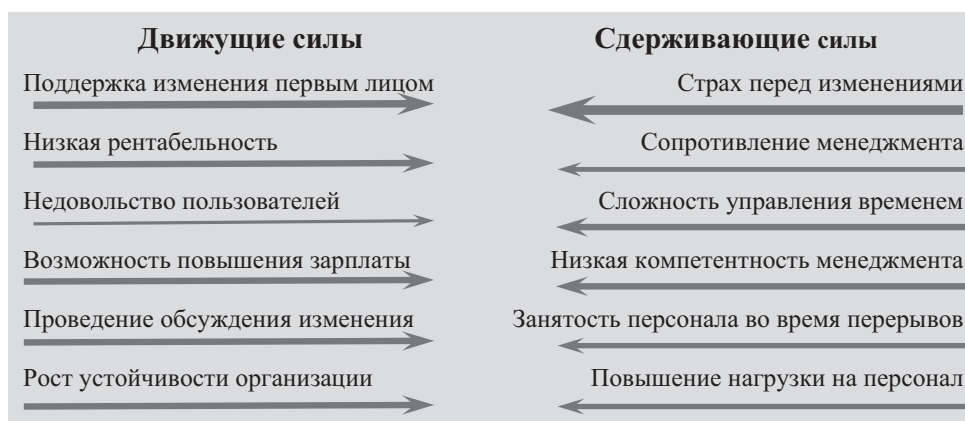 Движущие силы
Сдерживающие силы
Поддержка изменения первым лицом
Страх перед изменениями
Низкая рентабельность
Сопротивление менеджмента
Недовольство пользователей
Сложность управления временем
Возможность повышения зарплаты
Низкая компетентность менеджмента
Проведение обсуждения изменения
Занятость персонала во время перерывов
Рост устойчивости организации
Повышение нагрузки на персонал